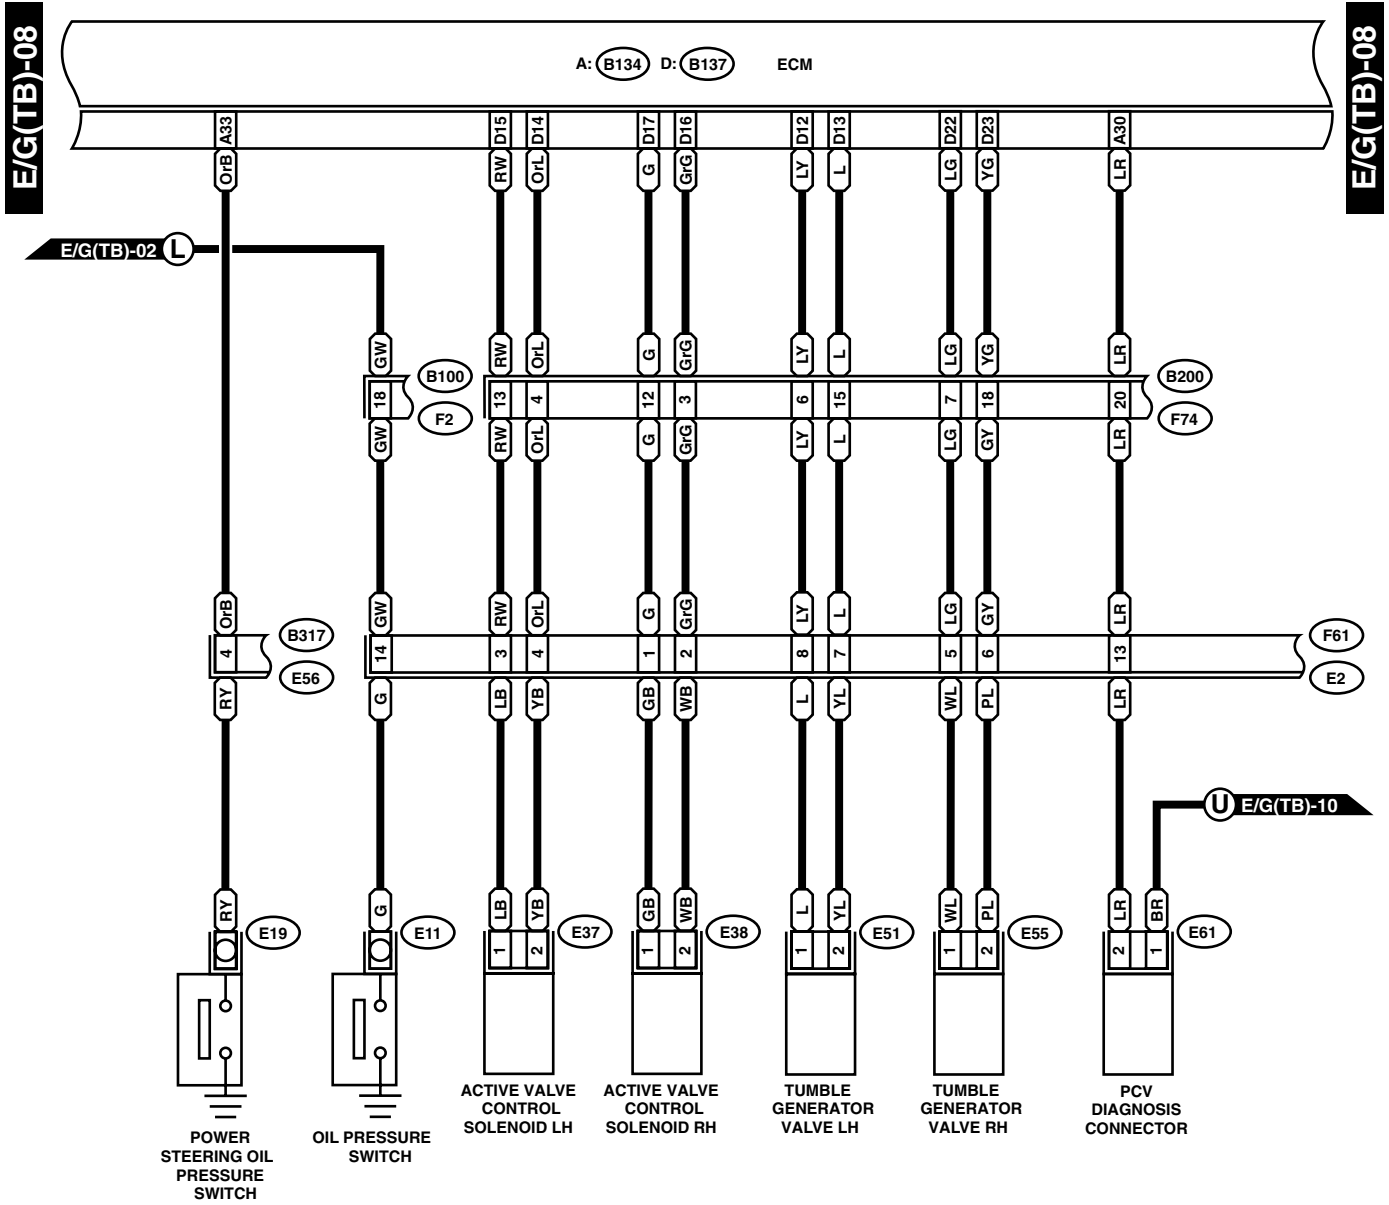 E/G(TB)-08
E/G(TB)-08
A: B134 D: B137 ECM
A33 D15 D14 D17 D16 D12 D13 D22 D23 A30
OrB RW OrL G GrG LY L LG YG LR
E/G(TB)-02 L
GW RW OrL G GrG LY L LG YG LR
B100 B200
18 13 4 12 3 6 15 7 18 20
F2 F74
GW RW OrL G GrG LY L LG GY LR
OrB GW RW OrL G GrG LY L LG GY LR
B317 F61
4 14 3 4 1 2 8 7 5 6 13
E56 E2
RY G LB YB GB WB L YL WL PL LR
U E/G(TB)-10
RY G LB YB GB WB L YL WL PL LR BR
E19 E11 E37 E38 E51 E55 E61
1 2 1 2 1 2 1 2 2 1
POWER
STEERING OIL
PRESSURE
SWITCH
OIL PRESSURE
SWITCH
ACTIVE VALVE
CONTROL
SOLENOID LH
ACTIVE VALVE
CONTROL
SOLENOID RH
TUMBLE
GENERATOR
VALVE LH
TUMBLE
GENERATOR
VALVE RH
PCV
DIAGNOSIS
CONNECTOR